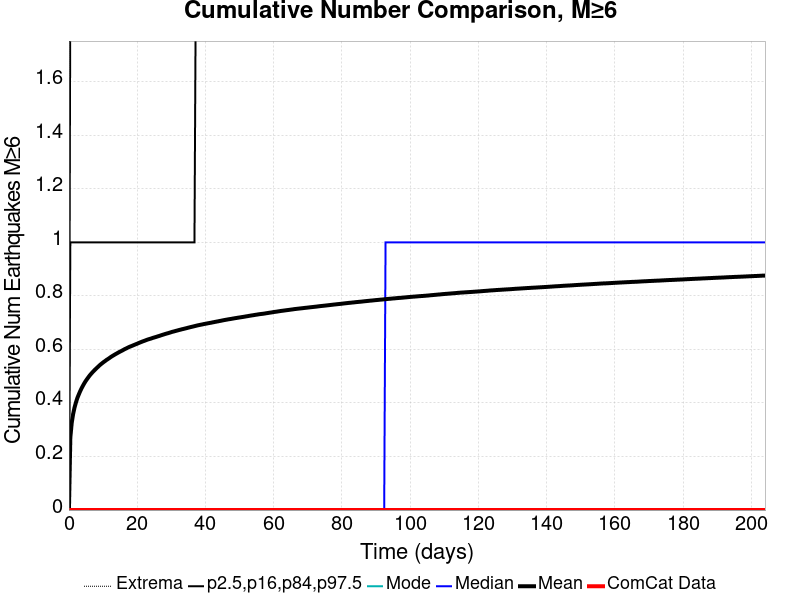 Cumulative Number Comparison, M≥6
Cumulative Num Earthquakes M≥6
1.6
1.4
1.2
1
0.8
0.6
0.4
0.2
0
0 20 40 60 80 100 120 140 160 180 200
Time (days)
Extrema p2.5,p16,p84,p97.5 Mode Median Mean ComCat Data